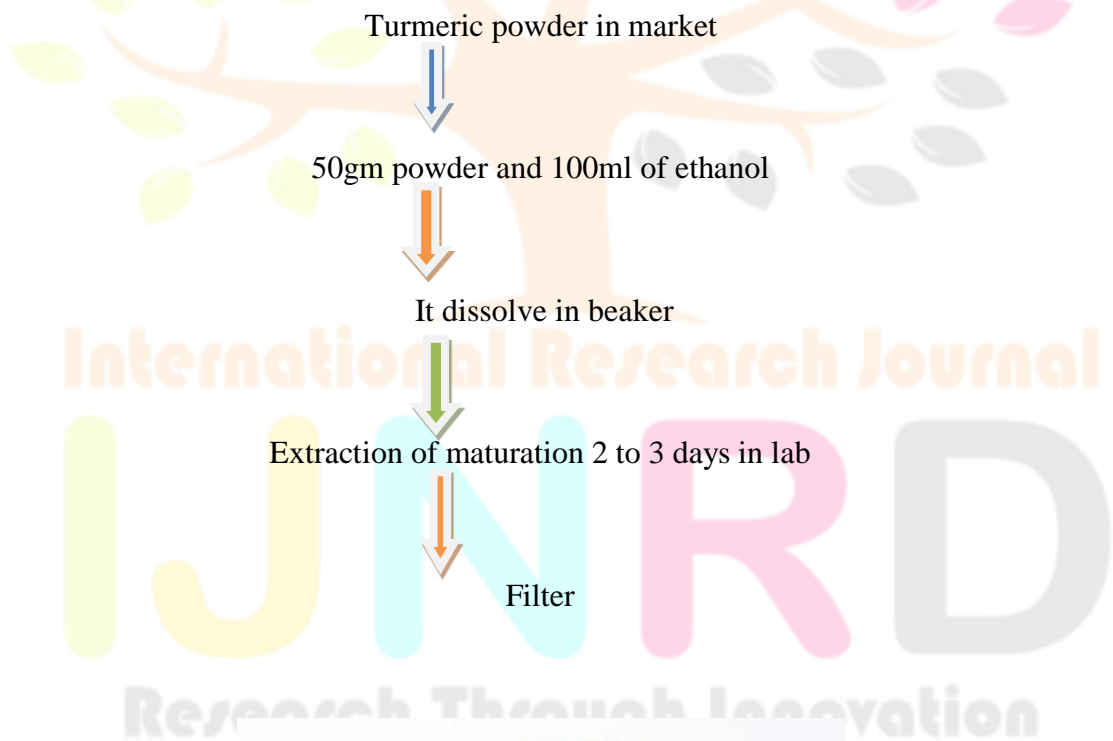 Turmeric powder in market
50gm powder and 100ml of ethanol
It dissolve in beaker
International Research Journal
Extraction of maturation 2 to 3 days in lab
IJNRD
Filter
Research Through Innovation